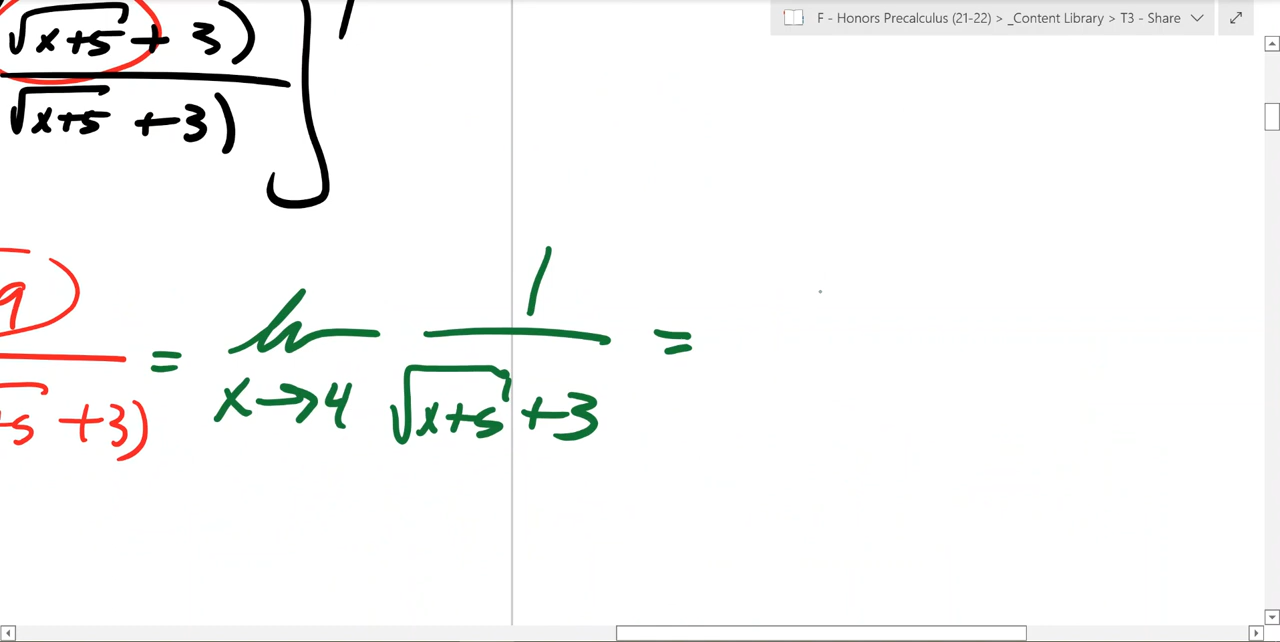 F - Honors Precalculus (21-22) > _Content Library > T3 - Share
√x+5 + 3)
√x+5 + 3)
9)
+5 +3)
= lim x→4 1/(√x+5 + 3) =